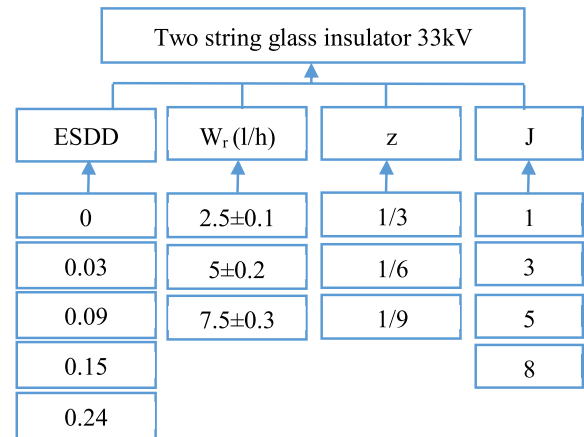 Two string glass insulator 33kV
ESDD Wr (l/h) z J
0 2.5±0.1 1/3 1
0.03 5±0.2 1/6 3
0.09 7.5±0.3 1/9 5
0.15 8
0.24